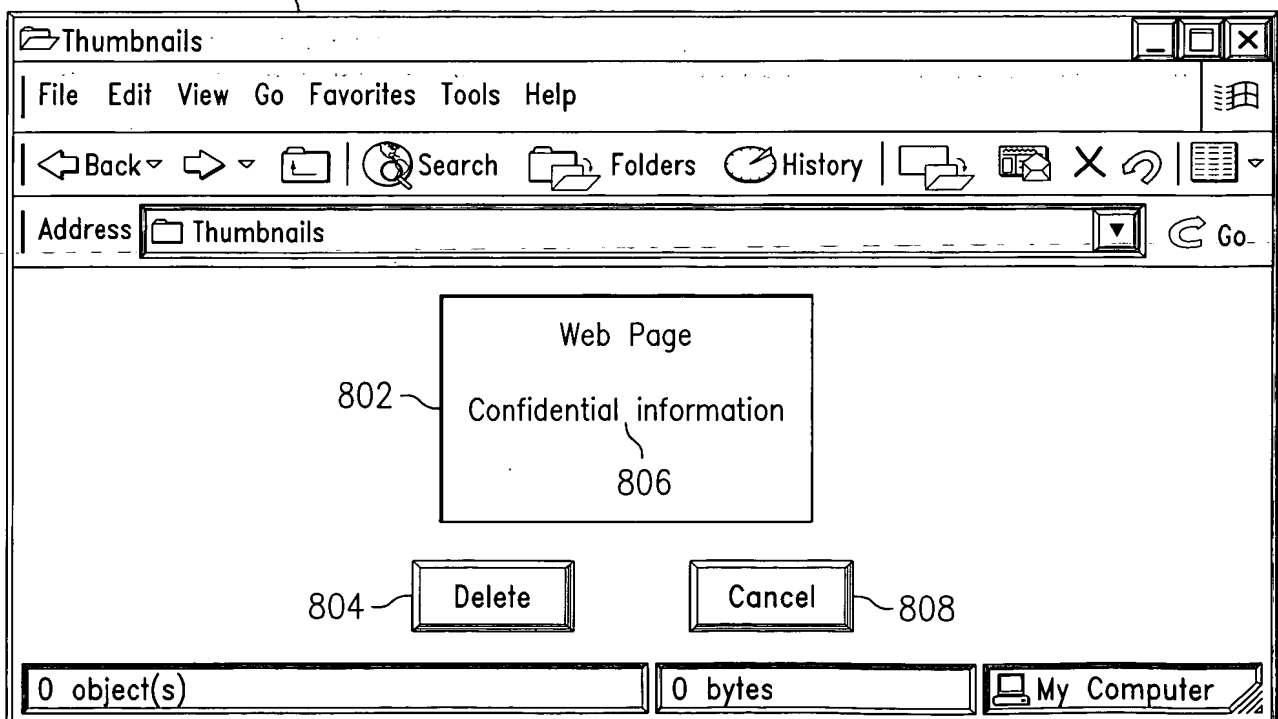 Thumbnails
File Edit View Go Favorites Tools Help
Back Search Folders History
Address Thumbnails Go
Web Page
802
Confidential information
806
804 Delete Cancel 808
0 object(s) 0 bytes My Computer